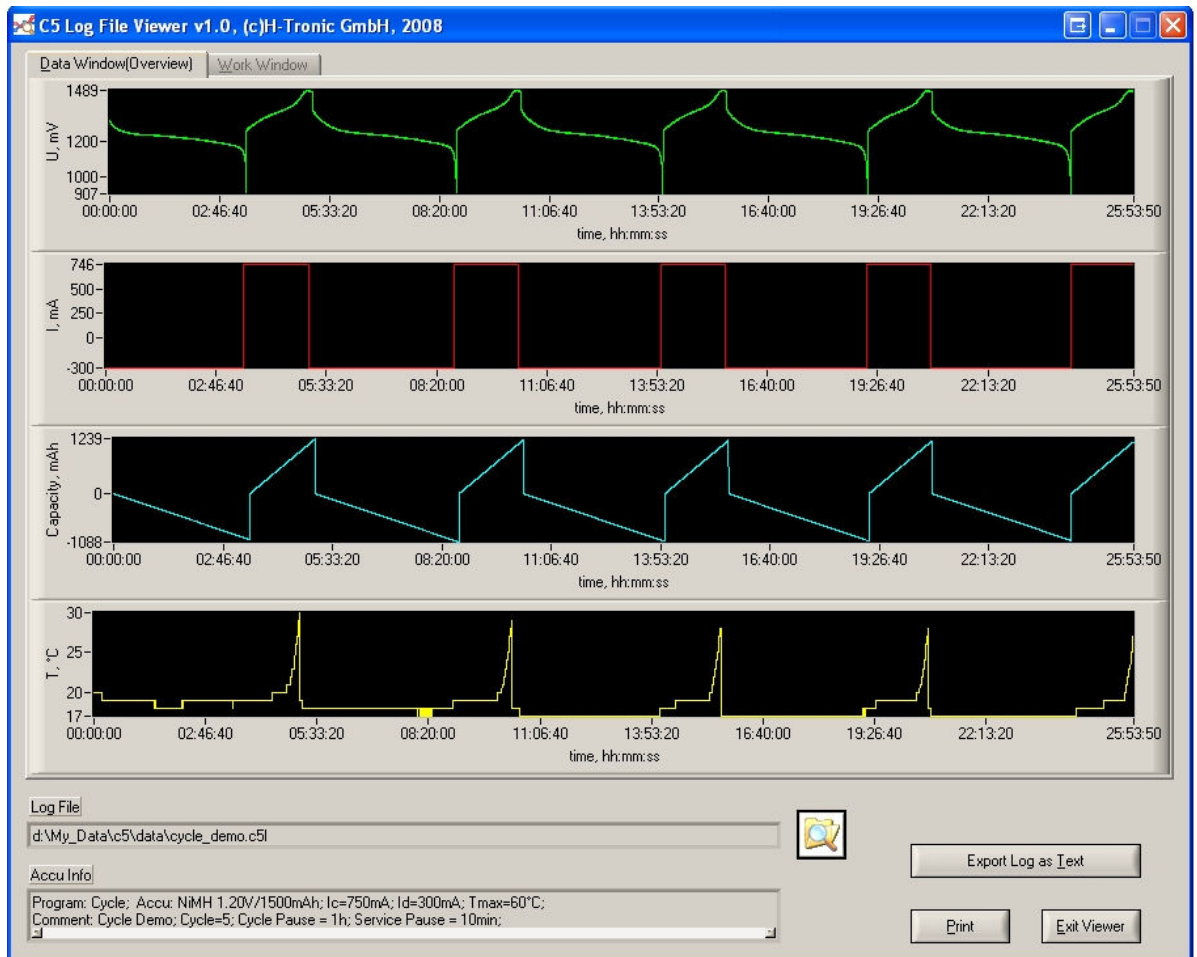 C5 Log File Viewer v1.0, (c)H-Tronic GmbH, 2008
Data Window(Overview) Work Window
1489
1200
1000
907
U, mV
00:00:00 02:46:40 05:33:20 08:20:00 11:06:40 13:53:20 16:40:00 19:26:40 22:13:20 25:53:50
time, hh:mm:ss
746
500
250
0
-300
I, mA
00:00:00 02:46:40 05:33:20 08:20:00 11:06:40 13:53:20 16:40:00 19:26:40 22:13:20 25:53:50
time, hh:mm:ss
1239
0
-1088
Capacity, mAh
00:00:00 02:46:40 05:33:20 08:20:00 11:06:40 13:53:20 16:40:00 19:26:40 22:13:20 25:53:50
time, hh:mm:ss
30
25
20
17
T, °C
00:00:00 02:46:40 05:33:20 08:20:00 11:06:40 13:53:20 16:40:00 19:26:40 22:13:20 25:53:50
time, hh:mm:ss
Log File
d:\My_Data\c5\data\cycle_demo.c5l
Accu Info
Program: Cycle; Accu: NiMH 1.20V/1500mAh; Ic=750mA; Id=300mA; Tmax=60°C;
Comment: Cycle Demo; Cycle=5; Cycle Pause = 1h; Service Pause = 10min;
Export Log as Text
Print
Exit Viewer